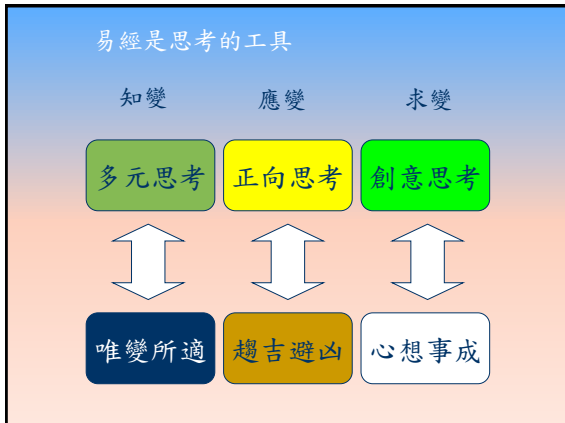 易經是思考的工具
知變 應變 求變
多元思考 正向思考 創意思考
唯變所適 趨吉避凶 心想事成